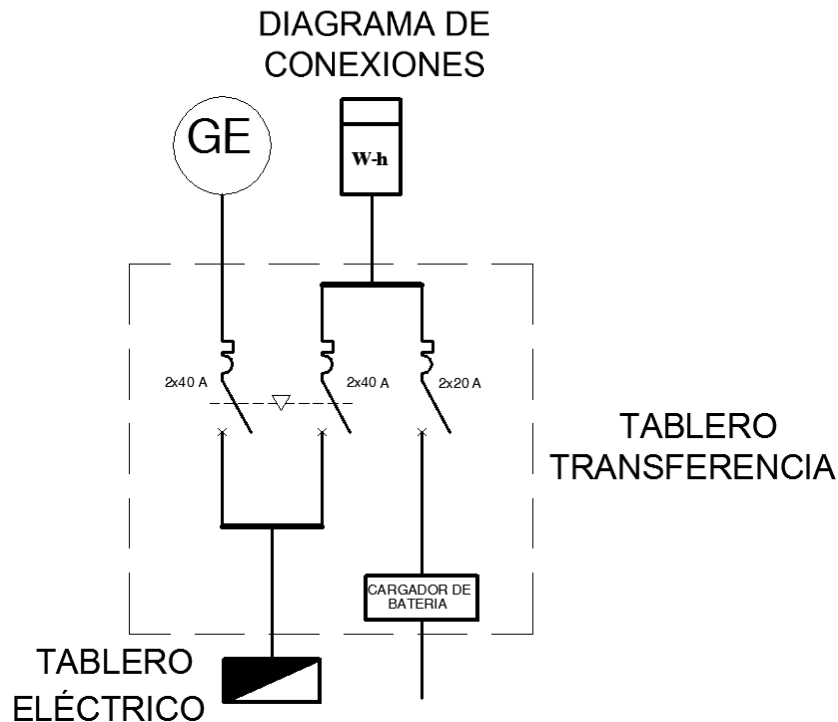 DIAGRAMA DE
CONEXIONES
GE
W-h
2x40 A
2x40 A
2x20 A
TABLERO
TRANSFERENCIA
CARGADOR DE
BATERIA
TABLERO
ELÉCTRICO